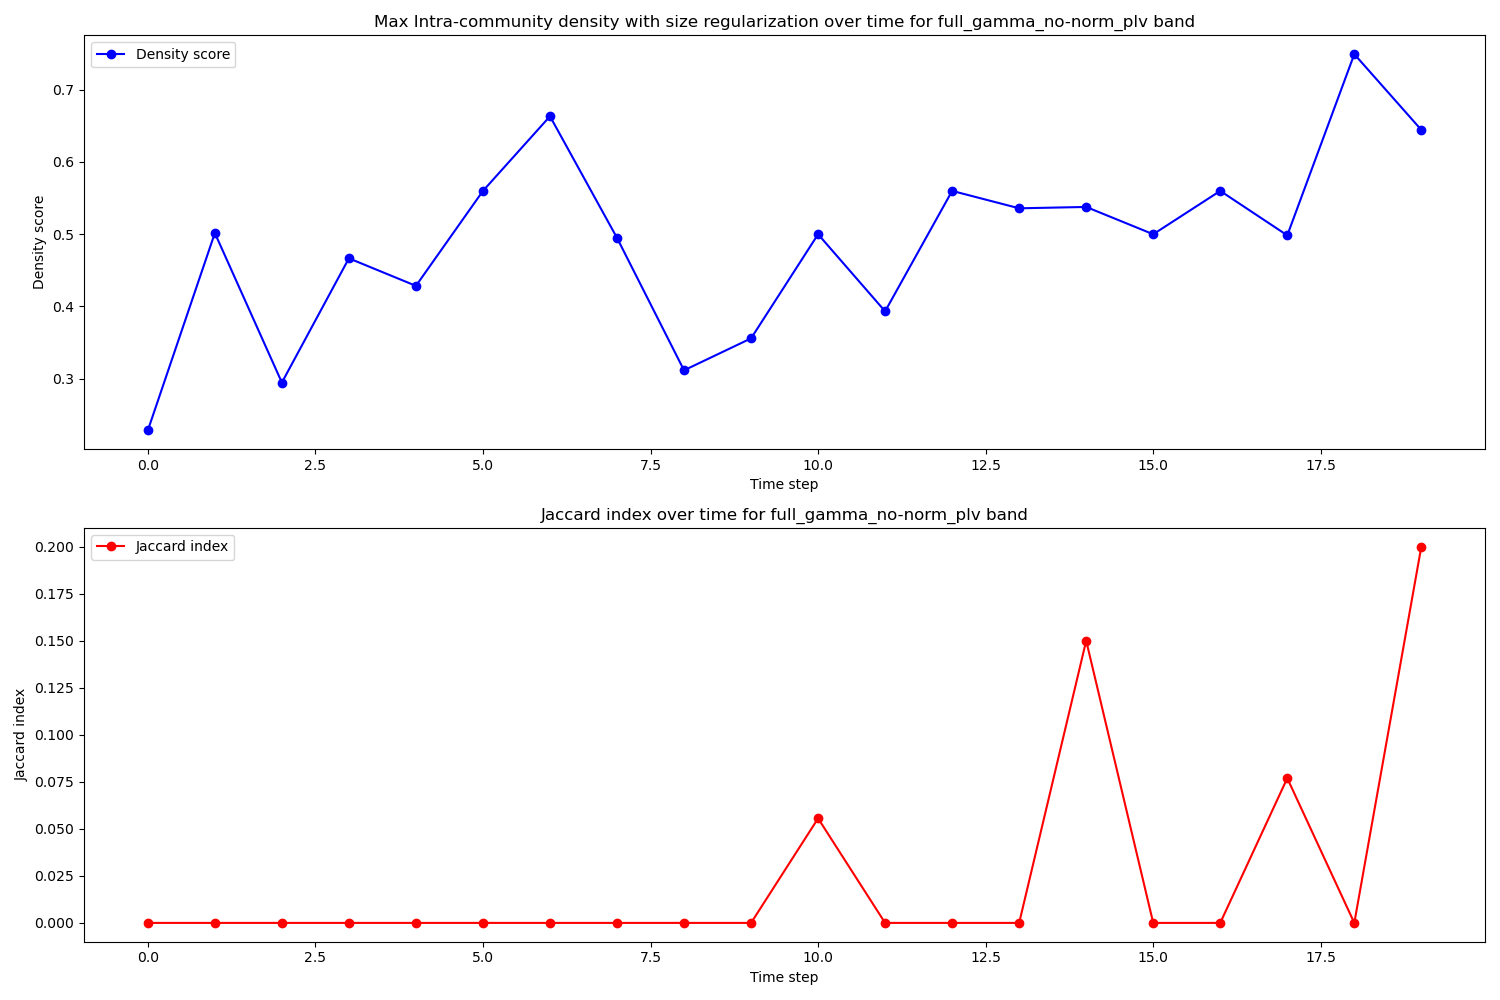 Max Intra-community density with size regularization over time for full_gamma_no-norm_plv band
Density score
Density score
0.7
0.6
0.5
0.4
0.3
0.0 2.5 5.0 7.5 10.0 12.5 15.0 17.5
Time step
Jaccard index over time for full_gamma_no-norm_plv band
Jaccard index
Jaccard index
0.200
0.175
0.150
0.125
0.100
0.075
0.050
0.025
0.000
0.0 2.5 5.0 7.5 10.0 12.5 15.0 17.5
Time step